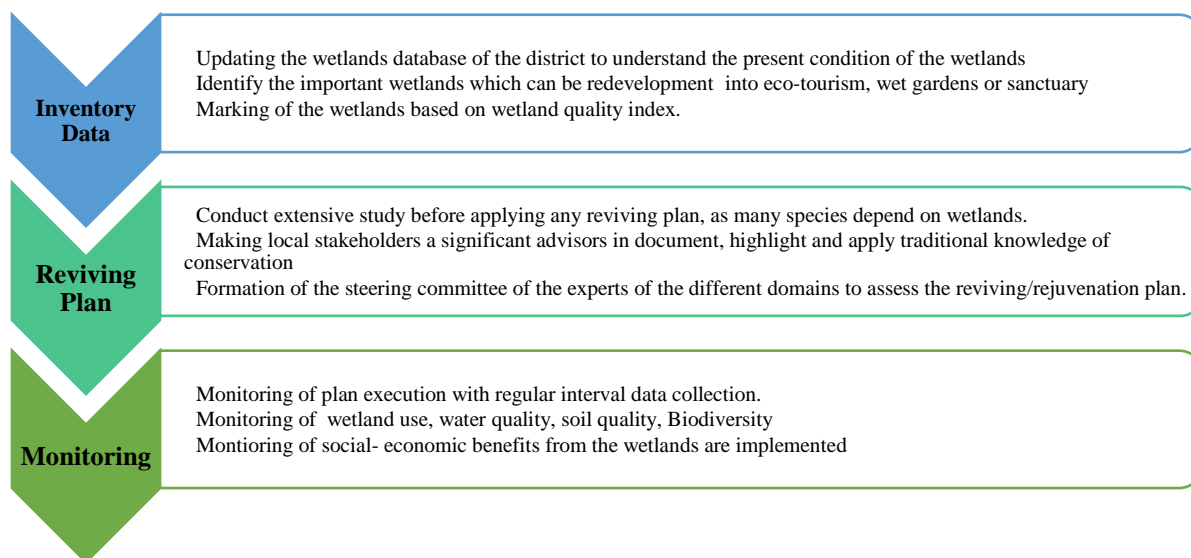 Inventory
Data
Updating the wetlands database of the district to understand the present condition of the wetlands
Identify the important wetlands which can be redevelopment into eco-tourism, wet gardens or sanctuary
Marking of the wetlands based on wetland quality index.
Reviving
Plan
Conduct extensive study before applying any reviving plan, as many species depend on wetlands.
Making local stakeholders a significant advisors in document, highlight and apply traditional knowledge of
conservation
Formation of the steering committee of the experts of the different domains to assess the reviving/rejuvenation plan.
Monitoring
Monitoring of plan execution with regular interval data collection.
Monitoring of wetland use, water quality, soil quality, Biodiversity
Montioring of social- economic benefits from the wetlands are implemented